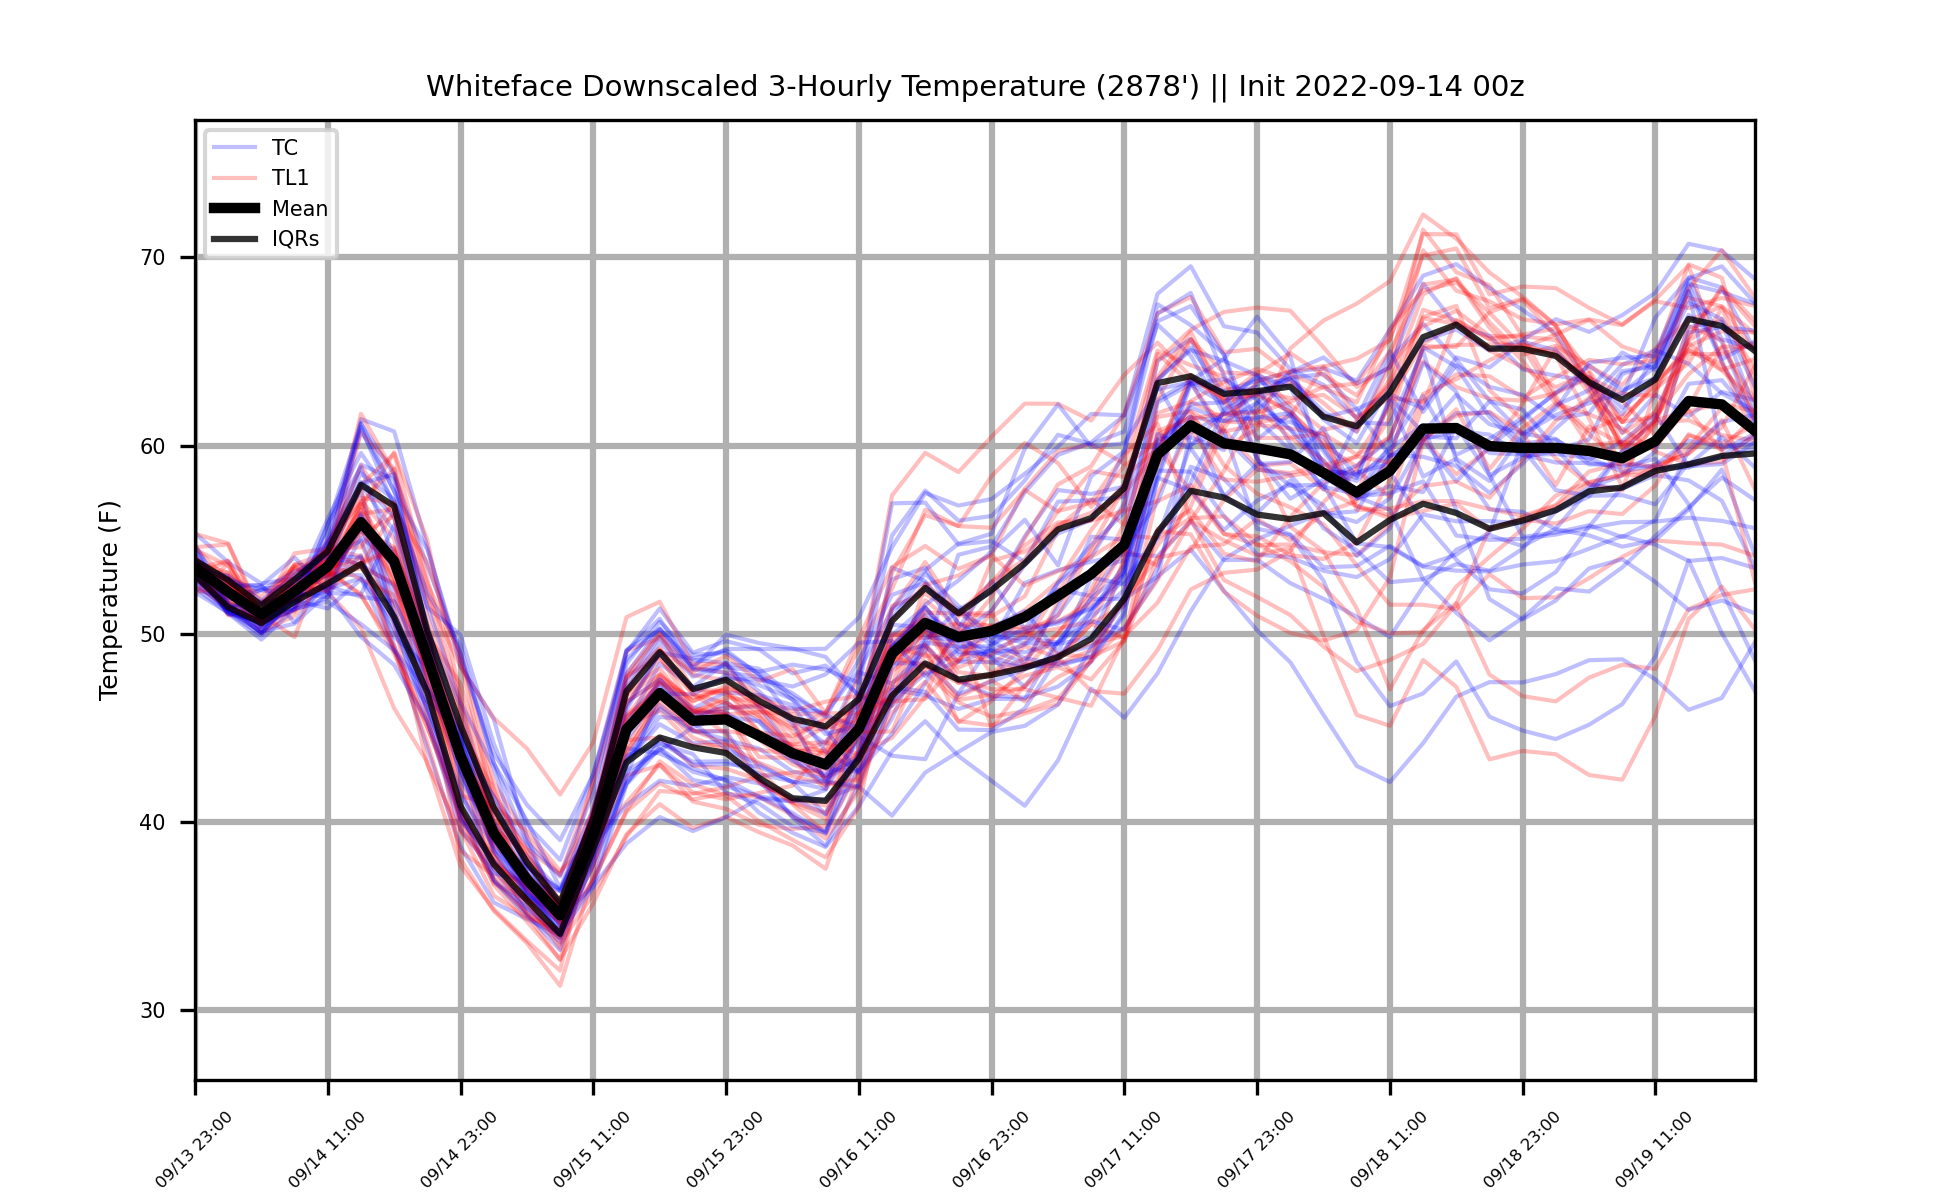 Whiteface Downscaled 3-Hourly Temperature (2878') || Init 2022-09-14 00z
TC
TL1
Mean
IQRs
Temperature (F)
70
60
50
40
30
09/13 23:00
09/14 11:00
09/14 23:00
09/15 11:00
09/15 23:00
09/16 11:00
09/16 23:00
09/17 11:00
09/17 23:00
09/18 11:00
09/18 23:00
09/19 11:00